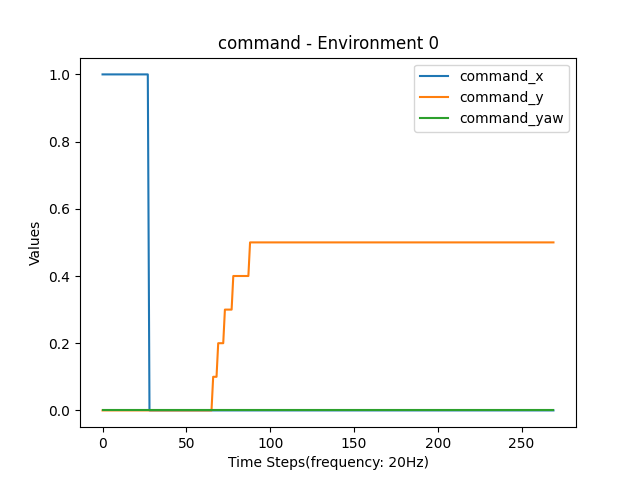 command - Environment 0
command_x
command_y
command_yaw
Values
1.0
0.8
0.6
0.4
0.2
0.0
0 50 100 150 200 250
Time Steps(frequency: 20Hz)